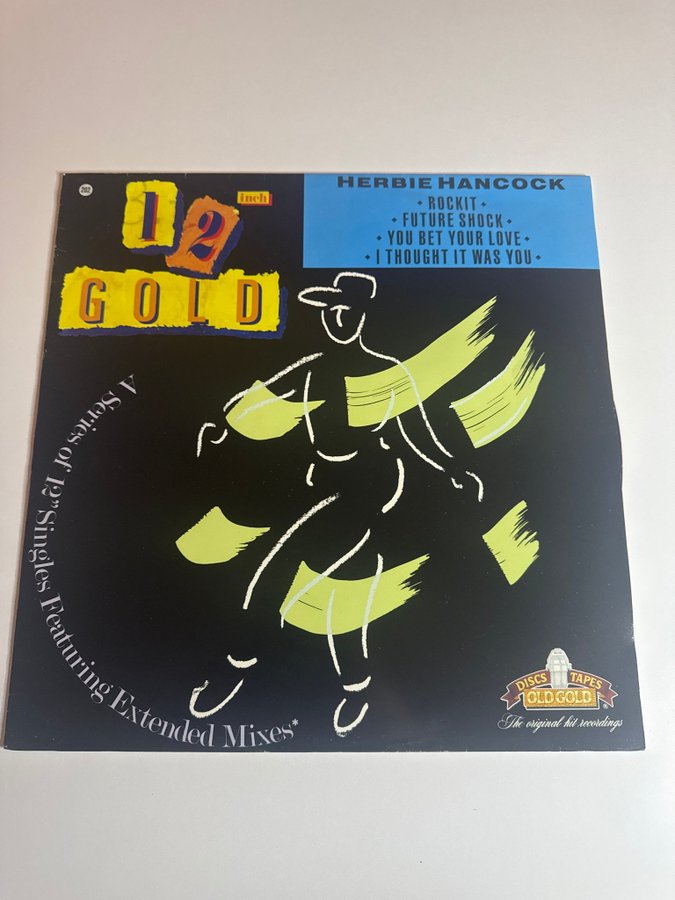 202
12 inch
GOLD
HERBIE HANCOCK
• ROCKIT •
• FUTURE SHOCK •
• YOU BET YOUR LOVE •
• I THOUGHT IT WAS YOU •
A Series of 12" Singles Featuring Extended Mixes*
DISCS TAPES
OLD GOLD
®
The original hit recordings